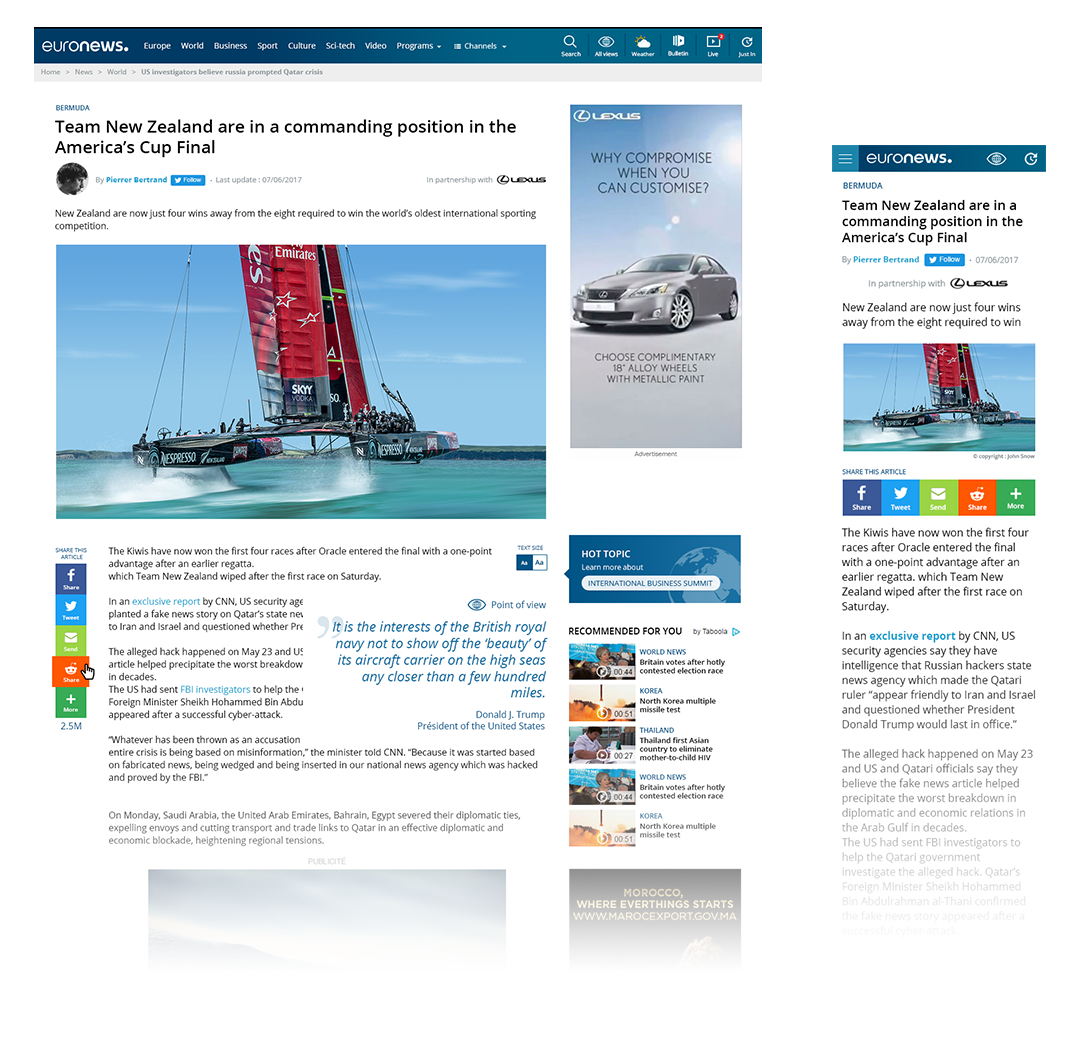 euronews.
Europe World Business Sport Culture Sci-tech Video Programs Channels
Search All views Weather Bulletin Live Just In
2
Home > News > World > US investigators believe russia prompted Qatar crisis
BERMUDA
Team New Zealand are in a commanding position in the
America's Cup Final
By Pierrer Bertrand Follow - Last update : 07/06/2017
In partnership with LEXUS
New Zealand are now just four wins away from the eight required to win the world's oldest international sporting
competition.
Emirates
SKYY
VODKA
NESPRESSO
NESPRESSO
LEXUS
WHY COMPROMISE
WHEN YOU
CAN CUSTOMISE?
CHOOSE COMPLIMENTARY
18" ALLOY WHEELS
WITH METALLIC PAINT
Advertisement
SHARE THIS
ARTICLE
Share
Tweet
Send
Share
More
2.5M
The Kiwis have now won the first four races after Oracle entered the final with a one-point
advantage after an earlier regatta.
which Team New Zealand wiped after the first race on Saturday.
TEXT SIZE
Aa Aa
In an exclusive report by CNN, US security age
planted a fake news story on Qatar's state new
to Iran and Israel and questioned whether Pre
The alleged hack happened on May 23 and US
article helped precipitate the worst breakdown
in decades.
The US had sent FBI investigators to help the
Foreign Minister Sheikh Hohammed Bin Abdu
appeared after a successful cyber-attack.
"Whatever has been thrown as an accusation
entire crisis is being based on misinformation," the minister told CNN. "Because it was started based
on fabricated news, being wedged and being inserted in our national news agency which was hacked
and proved by the FBI."
Point of view
"It is the interests of the British royal
navy not to show off the 'beauty' of
its aircraft carrier on the high seas
any closer than a few hundred
miles.
Donald J. Trump
Président of the United States
On Monday, Saudi Arabia, the United Arab Emirates, Bahrain, Egypt severed their diplomatic ties,
expelling envoys and cutting transport and trade links to Qatar in an effective diplomatic and
economic blockade, heightening regional tensions.
PUBLICITÉ
HOT TOPIC
Learn more about
INTERNATIONAL BUSINESS SUMMIT
RECOMMENDED FOR YOU by Taboola
00:44
WORLD NEWS
Britain votes after hotly
contested election race
00:51
KOREA
North Korea multiple
missile test
00:27
THAILAND
Thailand first Asian
country to eliminate
mother-to-child HIV
00:44
WORLD NEWS
Britain votes after hotly
contested election race
00:51
KOREA
North Korea multiple
missile test
MOROCCO,
WHERE EVERTHINGS STARTS
WWW.MAROCEXPORT.GOV.MA
euronews.
BERMUDA
Team New Zealand are in a
commanding position in the
America's Cup Final
By Pierrer Bertrand Follow - 07/06/2017
In partnership with LEXUS
New Zealand are now just four wins
away from the eight required to win
© copyright : John Snow
SHARE THIS ARTICLE
Share Tweet Send Share More
The Kiwis have now won the first four
races after Oracle entered the final
with a one-point advantage after an
earlier regatta. which Team New
Zealand wiped after the first race on
Saturday.
In an exclusive report by CNN, US
security agencies say they have
intelligence that Russian hackers state
news agency which made the Qatari
ruler "appear friendly to Iran and Israel
and questioned whether President
Donald Trump would last in office."
The alleged hack happened on May 23
and US and Qatari officials say they
believe the fake news article helped
precipitate the worst breakdown in
diplomatic and economic relations in
the Arab Gulf in decades.
The US had sent FBI investigators to
help the Qatari government
investigate the alleged hack. Qatar's
Foreign Minister Sheikh Hohammed
Bin Abdulrahman al-Thani confirmed
the fake news story appeared after a
successful cyber-attack.